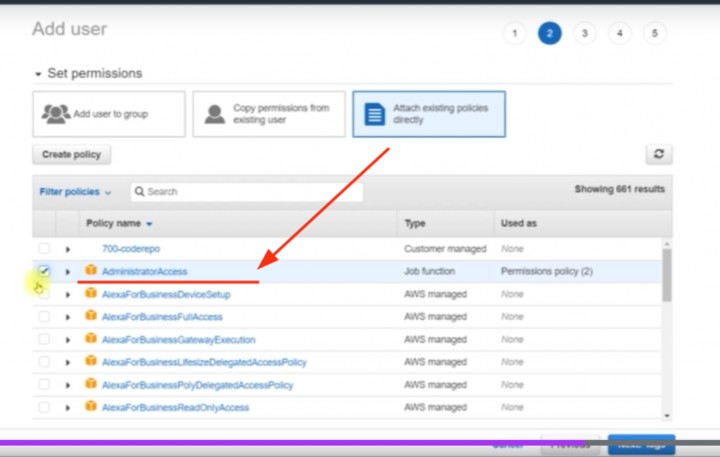 Add user
1 2 3 4 5
Set permissions
Add user to group
Copy permissions from
existing user
Attach existing policies
directly
Create policy
Filter policies
Search
Showing 661 results
Policy name Type Used as
700-coderepo Customer managed None
AdministratorAccess Job function Permissions policy (2)
AlexaForBusinessDeviceSetup AWS managed None
AlexaForBusinessFullAccess AWS managed None
AlexaForBusinessGatewayExecution AWS managed None
AlexaForBusinessLifesizeDelegatedAccessPolicy AWS managed None
AlexaForBusinessPolyDelegatedAccessPolicy AWS managed None
AlexaForBusinessReadOnlyAccess AWS managed None